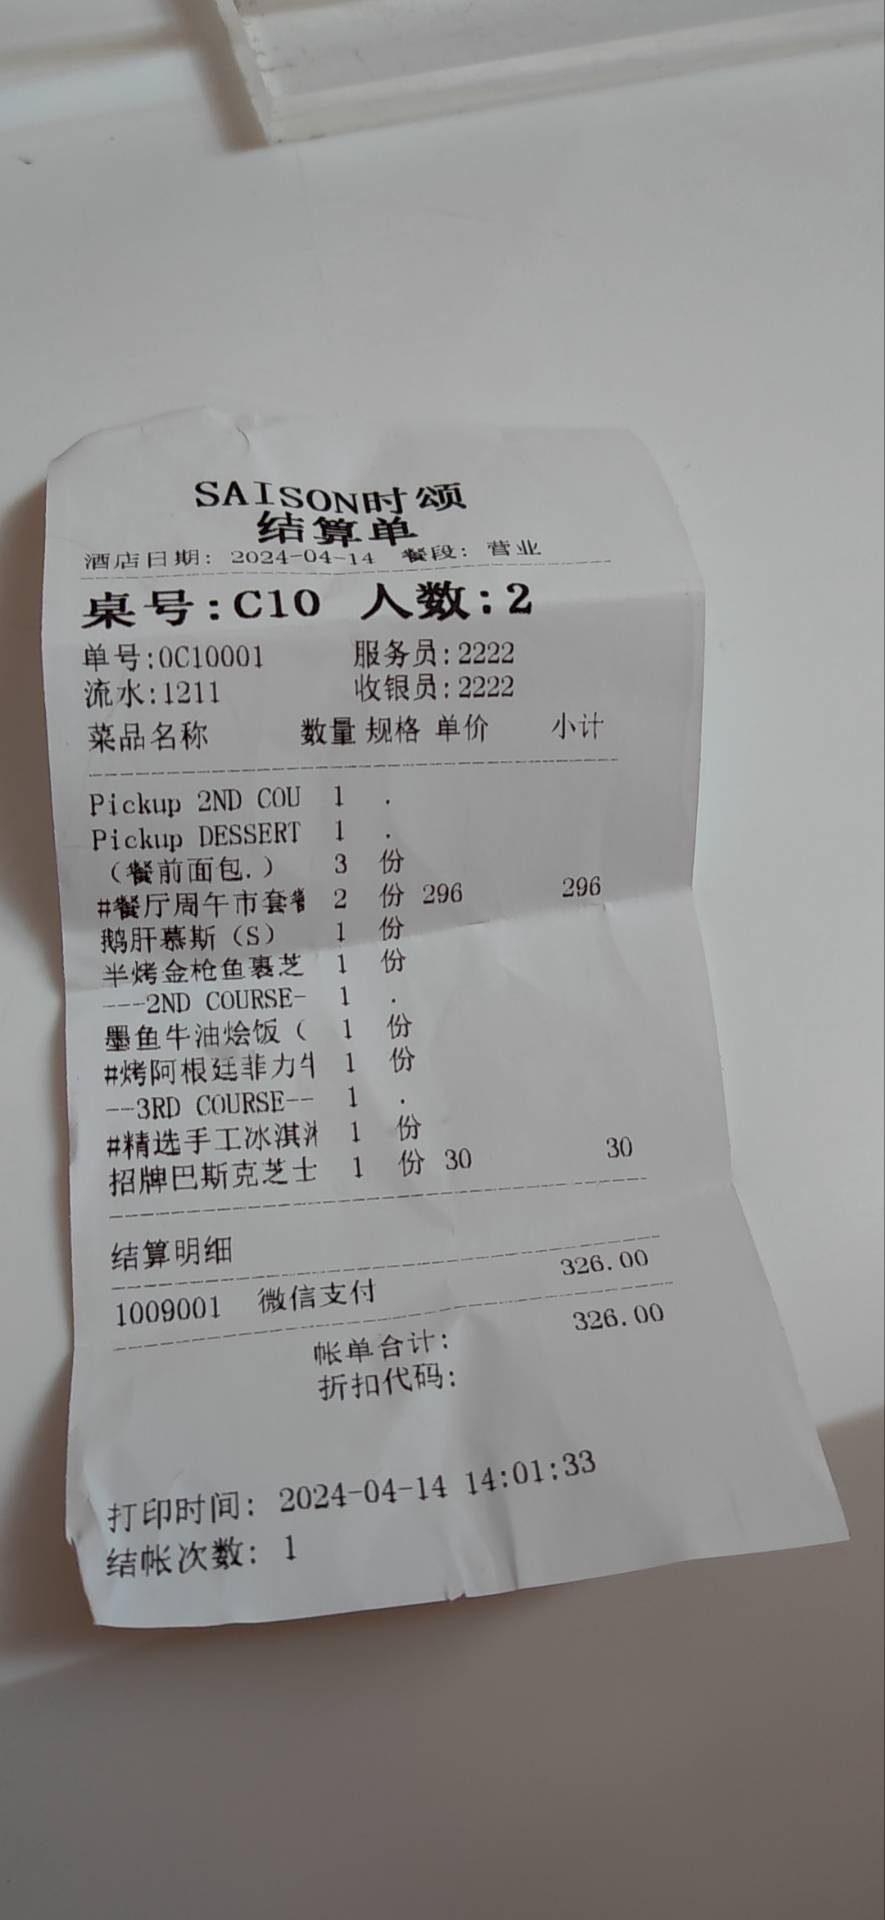 SAISON时颂
结算单
酒店日期: 2024-04-14 餐段: 营业
桌号:C10 人数:2
单号:0C10001 服务员:2222
流水:1211 收银员:2222
菜品名称 数量 规格 单价 小计
Pickup 2ND COU 1 .
Pickup DESSERT 1 .
（餐前面包.） 3 份
#餐厅周午市套餐 2 份 296 296
鹅肝慕斯（S） 1 份
半烤金枪鱼裹芝 1 份
---2ND COURSE- 1 .
墨鱼牛油烩饭（ 1 份
#烤阿根廷菲力牛 1 份
--3RD COURSE-- 1 .
#精选手工冰淇淋 1 份
招牌巴斯克芝士 1 份 30 30
结算明细
1009001 微信支付 326.00
帐单合计: 326.00
折扣代码:
打印时间: 2024-04-14 14:01:33
结帐次数: 1